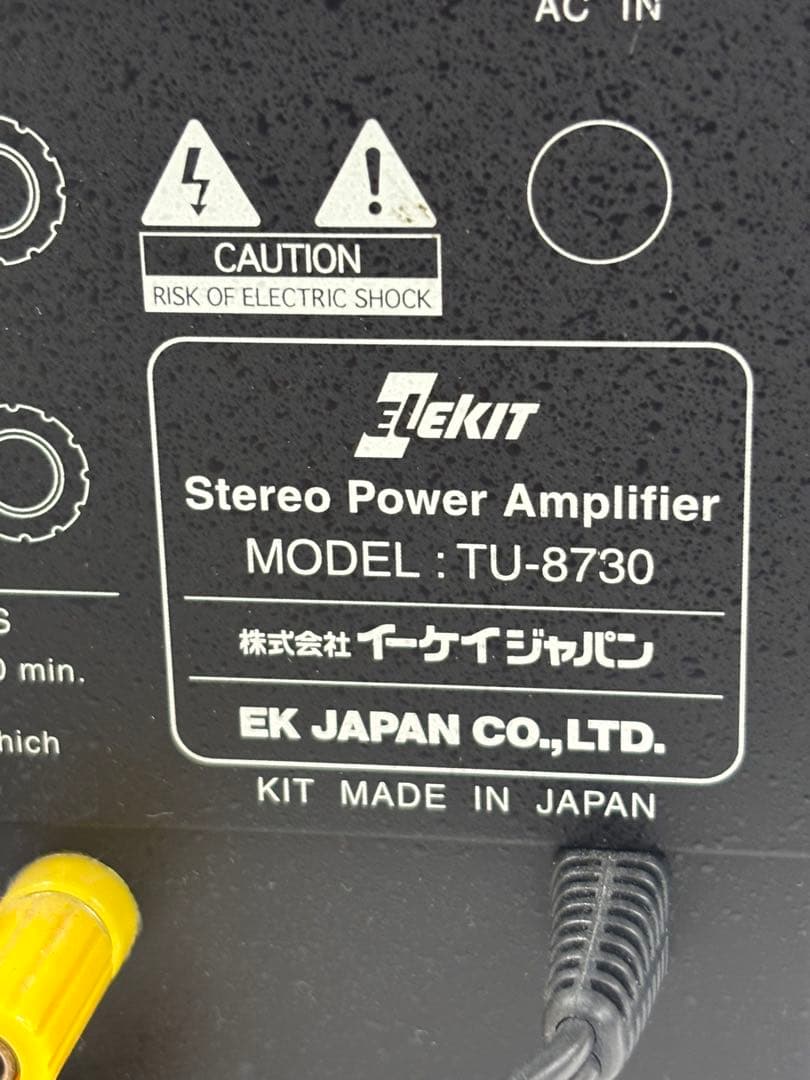 AC IN
CAUTION
RISK OF ELECTRIC SHOCK
ELEKIT
Stereo Power Amplifier
MODEL : TU-8730
株式会社 イーケイジャパン
min.
EK JAPAN CO.,LTD.
KIT MADE IN JAPAN